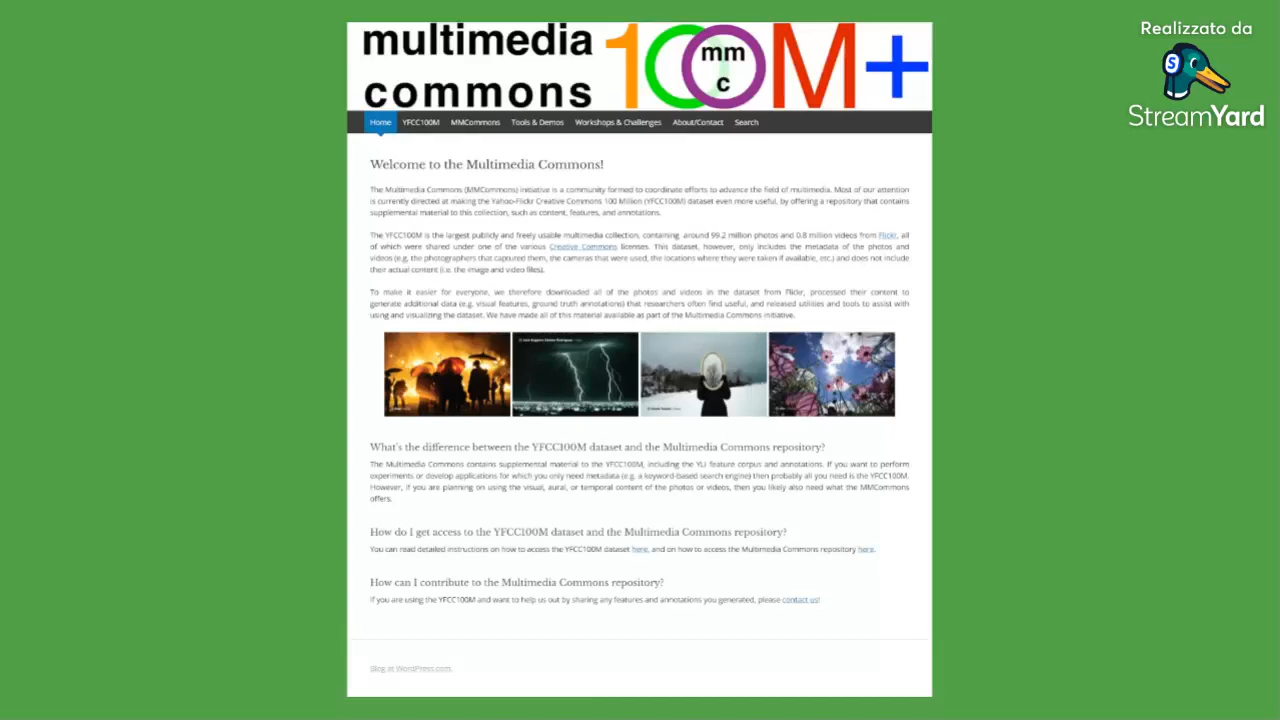 Realizzato da
StreamYard
multimedia
commons
100M+
mm
c
Home YFCC100M MMCommons Tools & Demos Workshops & Challenges About/Contact Search
Welcome to the Multimedia Commons!
The Multimedia Commons (MMCommons) initiative is a community formed to coordinate efforts to advance the field of multimedia. Most of our attention
is currently directed at making the Yahoo-Flickr Creative Commons 100 Million (YFCC100M) dataset even more useful, by offering a repository that contains
supplemental material to this collection, such as content, features, and annotations.
The YFCC100M is the largest publicly and freely usable multimedia collection, containing around 99.2 million photos and 0.8 million videos from Flickr, all
of which were shared under one of the various Creative Commons licenses. This dataset, however, only includes the metadata of the photos and
videos (e.g. the photographers that captured them, the cameras that were used, the locations where they were taken if available, etc.) and does not include
their actual content (i.e. the image and video files).
To make it easier for everyone, we therefore downloaded all of the photos and videos in the dataset from Flickr, processed their content to
generate additional data (e.g. visual features, ground truth annotations) that researchers often find useful, and released utilities and tools to assist with
using and visualizing the dataset. We have made all of this material available as part of the Multimedia Commons initiative.
What's the difference between the YFCC100M dataset and the Multimedia Commons repository?
The Multimedia Commons contains supplemental material to the YFCC100M, including the YLI feature corpus and annotations. If you want to perform
experiments or develop applications for which you only need metadata (e.g. a keyword-based search engine) then probably all you need is the YFCC100M.
However, if you are planning on using the visual, aural, or temporal content of the photos or videos, then you likely also need what the MMCommons
offers.
How do I get access to the YFCC100M dataset and the Multimedia Commons repository?
You can read detailed instructions on how to access the YFCC100M dataset here, and on how to access the Multimedia Commons repository here.
How can I contribute to the Multimedia Commons repository?
If you are using the YFCC100M and want to help us out by sharing any features and annotations you generated, please contact us!
Blog at WordPress.com.